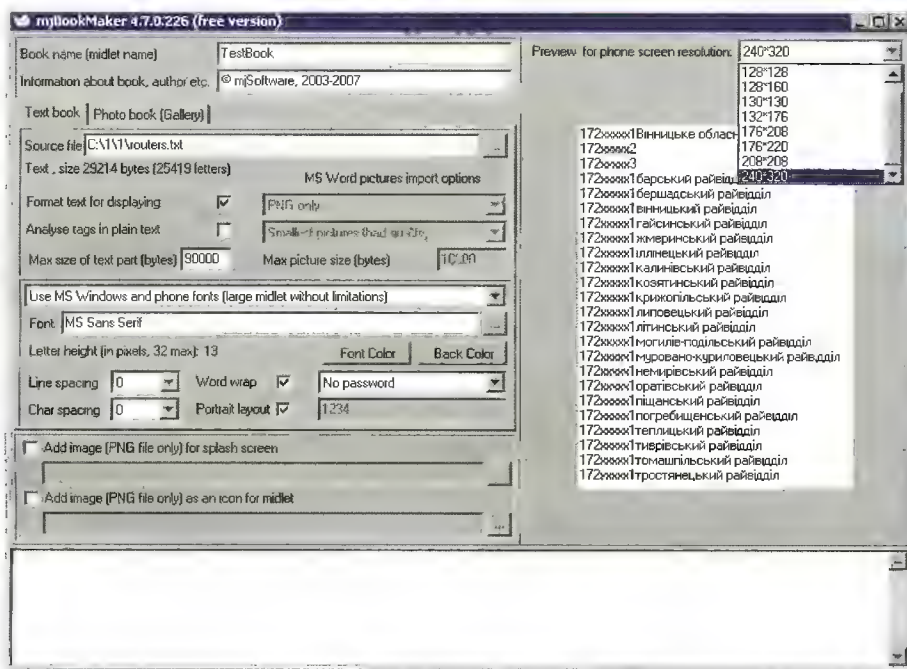 mjBookMaker 4.7.0.226 (free version)
Book name (midlet name) TestBook
Information about book, author etc. © mjSoftware, 2003-2007
Text book Photo book (Gallery)
Source file C:\1\1\routers.txt ...
Text, size 29214 bytes (25419 letters)
MS Word pictures import options
Format text for displaying PNG only
Analyse tags in plain text
Max size of text part (bytes) 90000 Max picture size (bytes)
Use MS Windows and phone fonts (large midlet without limitations)
Font MS Sans Serif ...
Letter height (in pixels, 32 max): 13 Font Color Back Color
Line spacing 0 Word wrap No password
Char spacing 0 Portrait layout 1234
Add image (PNG file only) for splash screen
Add image (PNG file only) as an icon for midlet
...
Preview for phone screen resolution: 240*320
128*128
128*160
130*130
132*176
176*208
176*220
208*208
240*320
172xxxxx1Вінницьке област
172xxxxx2
172xxxxx3
172xxxxx1барський райвідд
172xxxxx1бершадський райвідділ
172xxxxx1вінницький райвідділ
172xxxxx1гайсинський райвідділ
172xxxxx1жмеринський райвідділ
172xxxxx1іллінецький райвідділ
172xxxxx1калинівський райвідділ
172xxxxx1козятинський райвідділ
172xxxxx1крижопільський райвідділ
172xxxxx1липовецький райвідділ
172xxxxx1літинський райвідділ
172xxxxx1могилів-подільський райвідділ
172xxxxx1муровано-куриловецький райвідділ
172xxxxx1немирівський райвідділ
172xxxxx1оратівський райвідділ
172xxxxx1піщанський райвідділ
172xxxxx1погребищенський райвідділ
172xxxxx1теплицький райвідділ
172xxxxx1тиврівський райвідділ
172xxxxx1томашпільський райвідділ
172xxxxx1тростянецький райвідділ